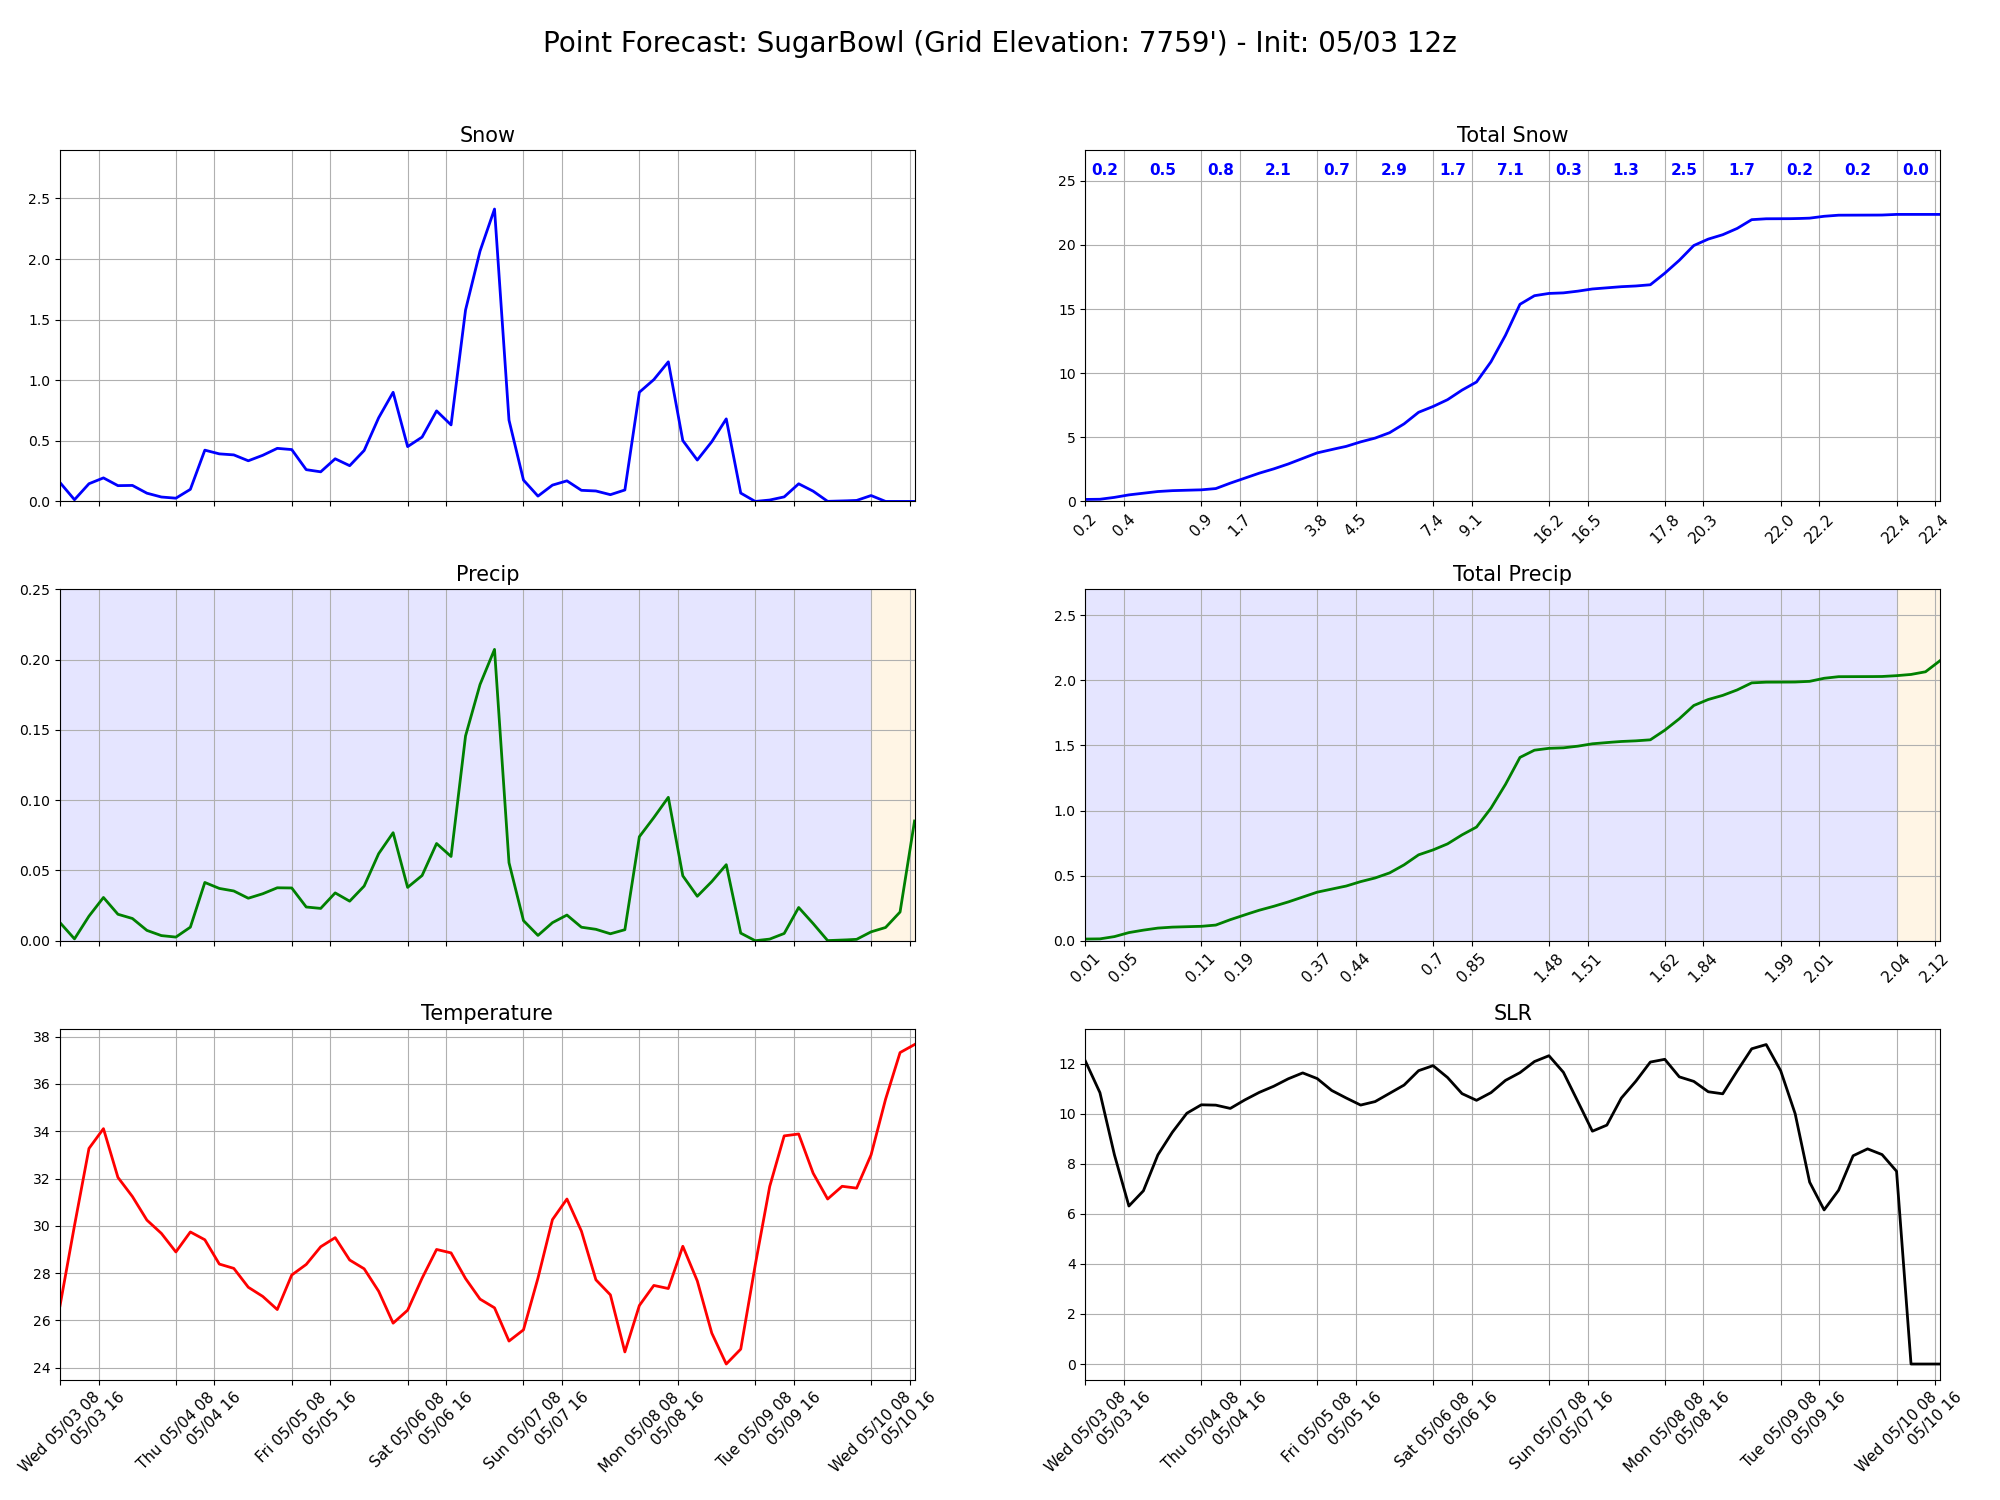 Point Forecast: SugarBowl (Grid Elevation: 7759') - Init: 05/03 12z
Snow
2.5
2.0
1.5
1.0
0.5
0.0
Total Snow
0.2 0.5 0.8 2.1 0.7 2.9 1.7 7.1 0.3 1.3 2.5 1.7 0.2 0.2 0.0
25
20
15
10
5
0
0.2 0.4 0.9 1.7 3.8 4.5 7.4 9.1 16.2 16.5 17.8 20.3 22.0 22.2 22.4 22.4
Precip
0.25
0.20
0.15
0.10
0.05
0.00
Total Precip
2.5
2.0
1.5
1.0
0.5
0.0
0.01 0.05 0.11 0.19 0.37 0.44 0.7 0.85 1.48 1.51 1.62 1.84 1.99 2.01 2.04 2.12
Temperature
38
36
34
32
30
28
26
24
Wed 05/03 08
05/03 16
Thu 05/04 08
05/04 16
Fri 05/05 08
05/05 16
Sat 05/06 08
05/06 16
Sun 05/07 08
05/07 16
Mon 05/08 08
05/08 16
Tue 05/09 08
05/09 16
Wed 05/10 08
05/10 16
SLR
12
10
8
6
4
2
0
Wed 05/03 08
05/03 16
Thu 05/04 08
05/04 16
Fri 05/05 08
05/05 16
Sat 05/06 08
05/06 16
Sun 05/07 08
05/07 16
Mon 05/08 08
05/08 16
Tue 05/09 08
05/09 16
Wed 05/10 08
05/10 16